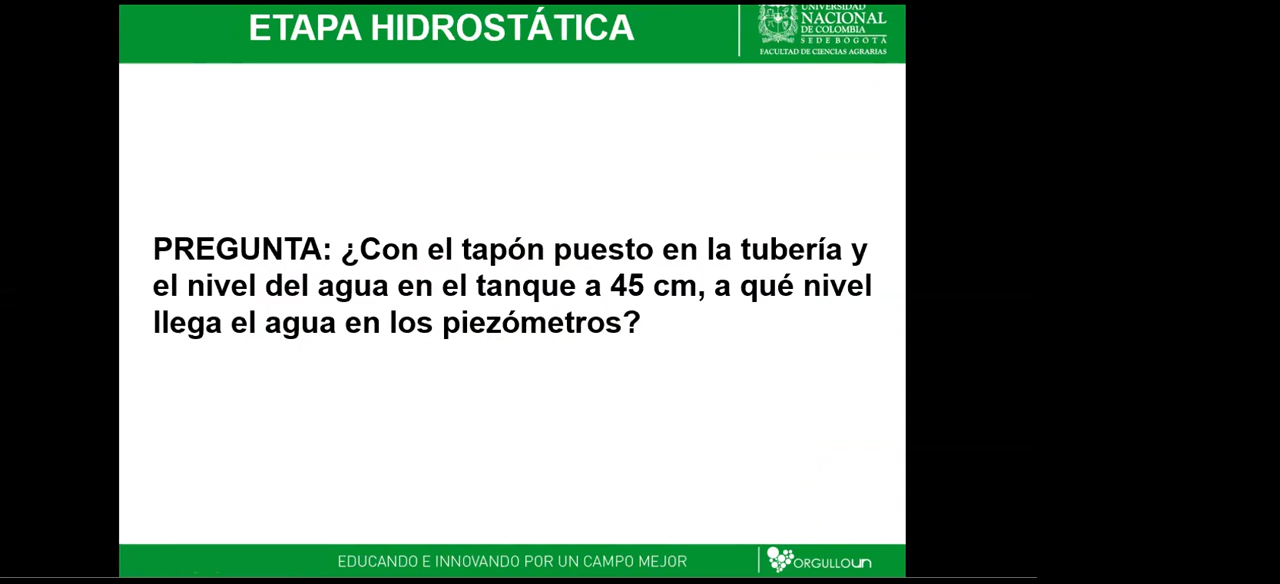 ETAPA HIDROSTÁTICA
UNIVERSIDAD
NACIONAL
DE COLOMBIA
SEDE BOGOTÁ
FACULTAD DE CIENCIAS AGRARIAS
PREGUNTA: ¿Con el tapón puesto en la tubería y
el nivel del agua en el tanque a 45 cm, a qué nivel
llega el agua en los piezómetros?
EDUCANDO E INNOVANDO POR UN CAMPO MEJOR
ORGULLOUN